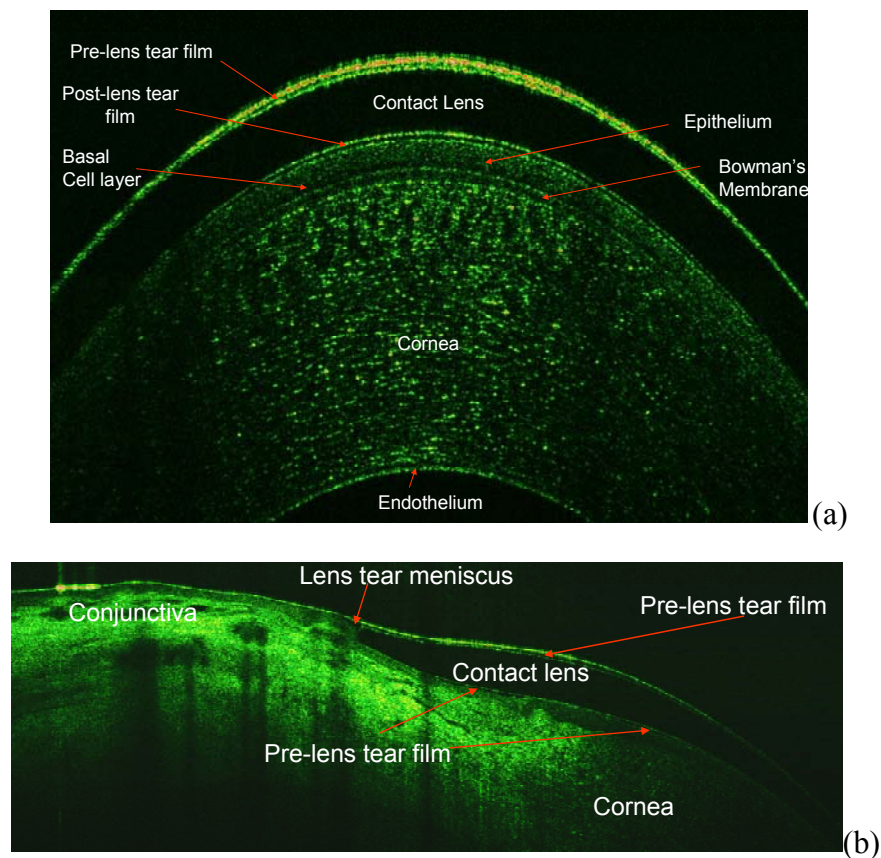 Pre-lens tear film
Contact Lens
Post-lens tear
film
Epithelium
Basal
Cell layer
Bowman's
Membrane
Cornea
Endothelium
(a)
Lens tear meniscus
Conjunctiva
Pre-lens tear film
Contact lens
Pre-lens tear film
Cornea
(b)